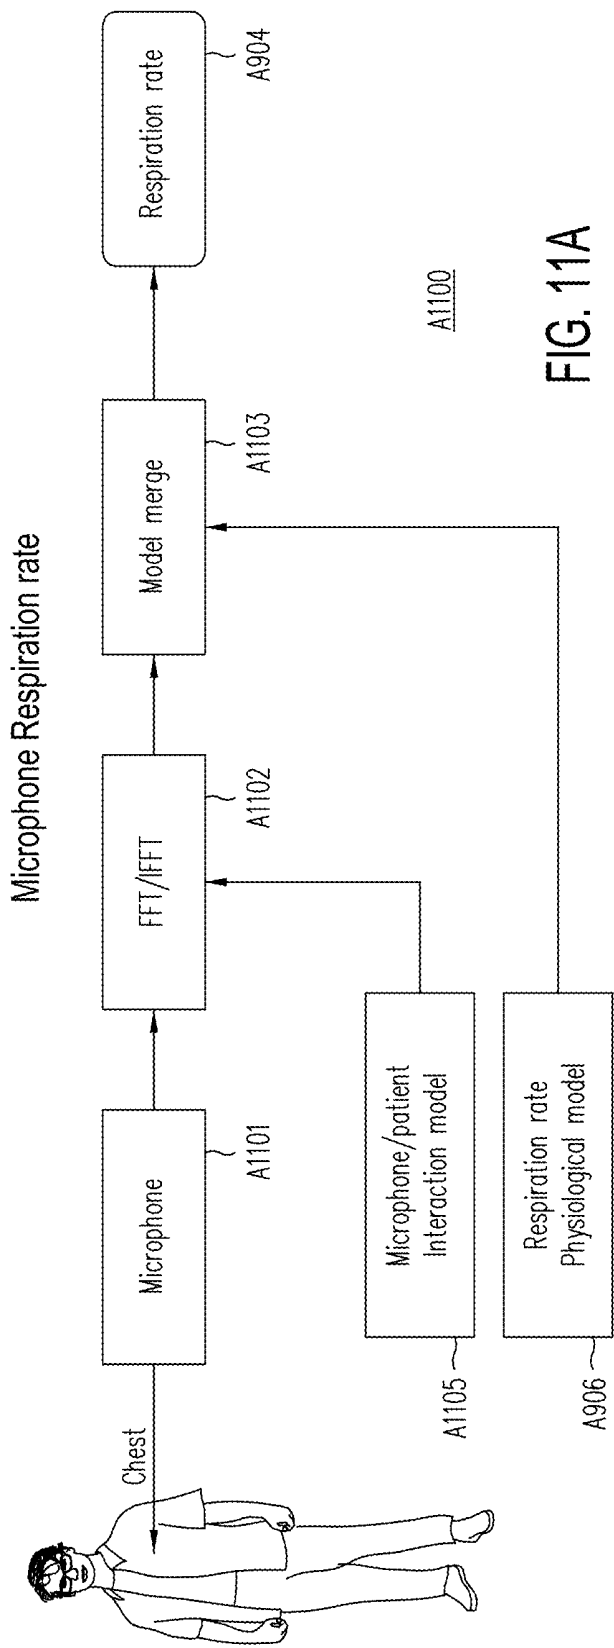 Microphone Respiration rate
Chest
Microphone
A1101
FFT/IFFT
A1102
Model merge
A1103
Respiration rate
A904
Microphone/patient
Interaction model
A1105
Respiration rate
Physiological model
A906
A1100
FIG. 11A